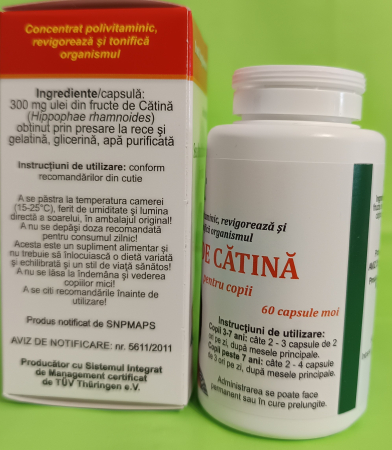 Concentrat polivitaminic,
revigorează și tonifică
organismul
Ingrediente/capsulă:
300 mg ulei din fructe de Cătină
(Hippophae rhamnoides)
obținut prin presare la rece și
gelatină, glicerină, apă purificată
Instrucțiuni de utilizare: conform
recomandărilor din cutie
A se păstra la temperatura camerei
(15-25°C), ferit de umiditate și lumina
directă a soarelui, în ambalajul original!
A nu se depăși doza recomandată
pentru consumul zilnic!
Acesta este un supliment alimentar și
nu trebuie să înlocuiască o dietă variată
și echilibrată și un stil de viață sănătos!
A nu se lăsa la îndemâna și vederea
copiilor mici!
A se citi recomandările înainte de
utilizare!
Produs notificat de SNPMAPS
AVIZ DE NOTIFICARE: nr. 5611/2011
Producător cu Sistemul Integrat
de Management certificat
de TÜV Thüringen e.V.
aminic, revigorează și
fică organismul
E CĂTINĂ
pentru copii
60 capsule moi
Instrucțiuni de utilizare:
Copii 3-7 ani: câte 2 - 3 capsule de 2
ori pe zi, după mesele principale.
Copii peste 7 ani: câte 2 - 4 capsule
de 3 ori pe zi, după mesele principale.
Administrarea se poate face
permanent sau în cure prelungite.